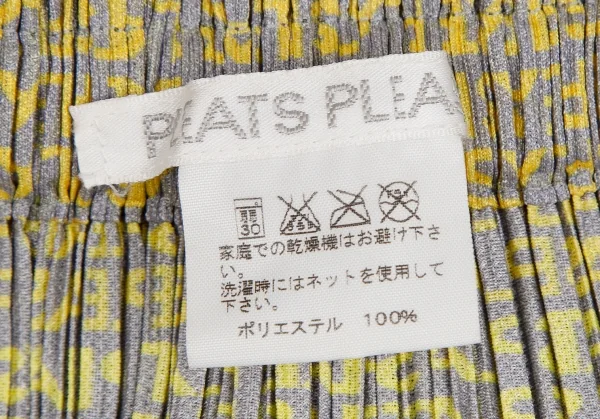 PLEATS PLEA
弱
30
家庭での乾燥機はお避け下さ
い。
洗濯時にはネットを使用して
下さい。
ポリエステル 100%